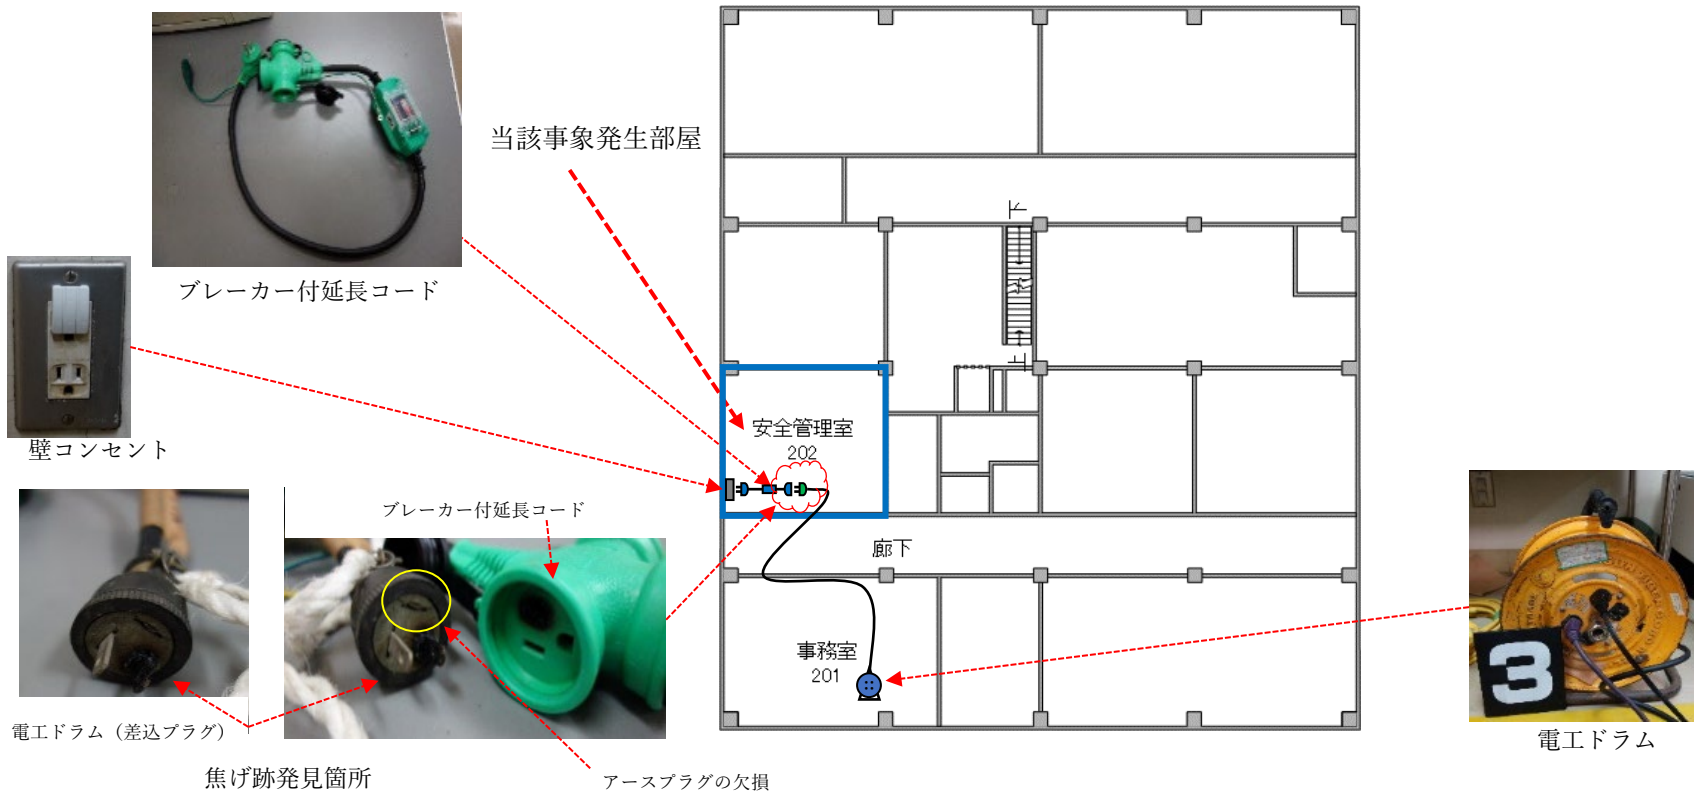 当該事象発生部屋
ブレーカー付延長コード
壁コンセント
下
上
安全管理室
202
ブレーカー付延長コード
廊下
事務室
201
3
電工ドラム（差込プラグ）
電工ドラム
焦げ跡発見箇所
アースプラグの欠損